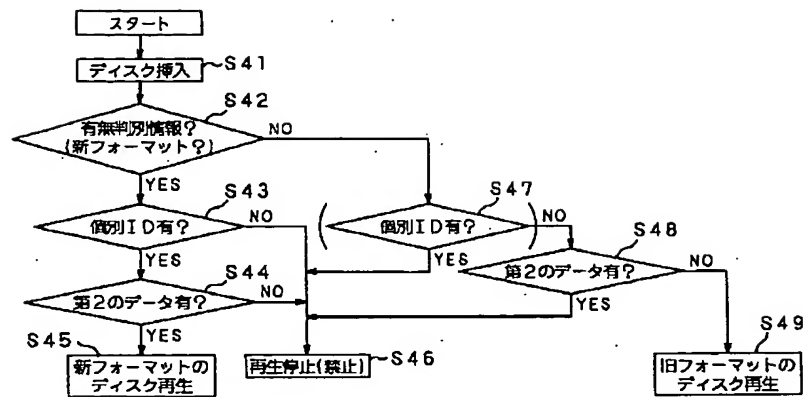 スタート
ディスク挿入
S41
有無判別情報?
(新フォーマット?)
S42
NO
YES
個別ID有?
S43
NO
YES
第2のデータ有?
S44
NO
YES
S45
新フォーマットの
ディスク再生
再生停止(禁止)
S46
(個別ID有?)
S47
NO
YES
第2のデータ有?
S48
NO
YES
S49
旧フォーマットの
ディスク再生